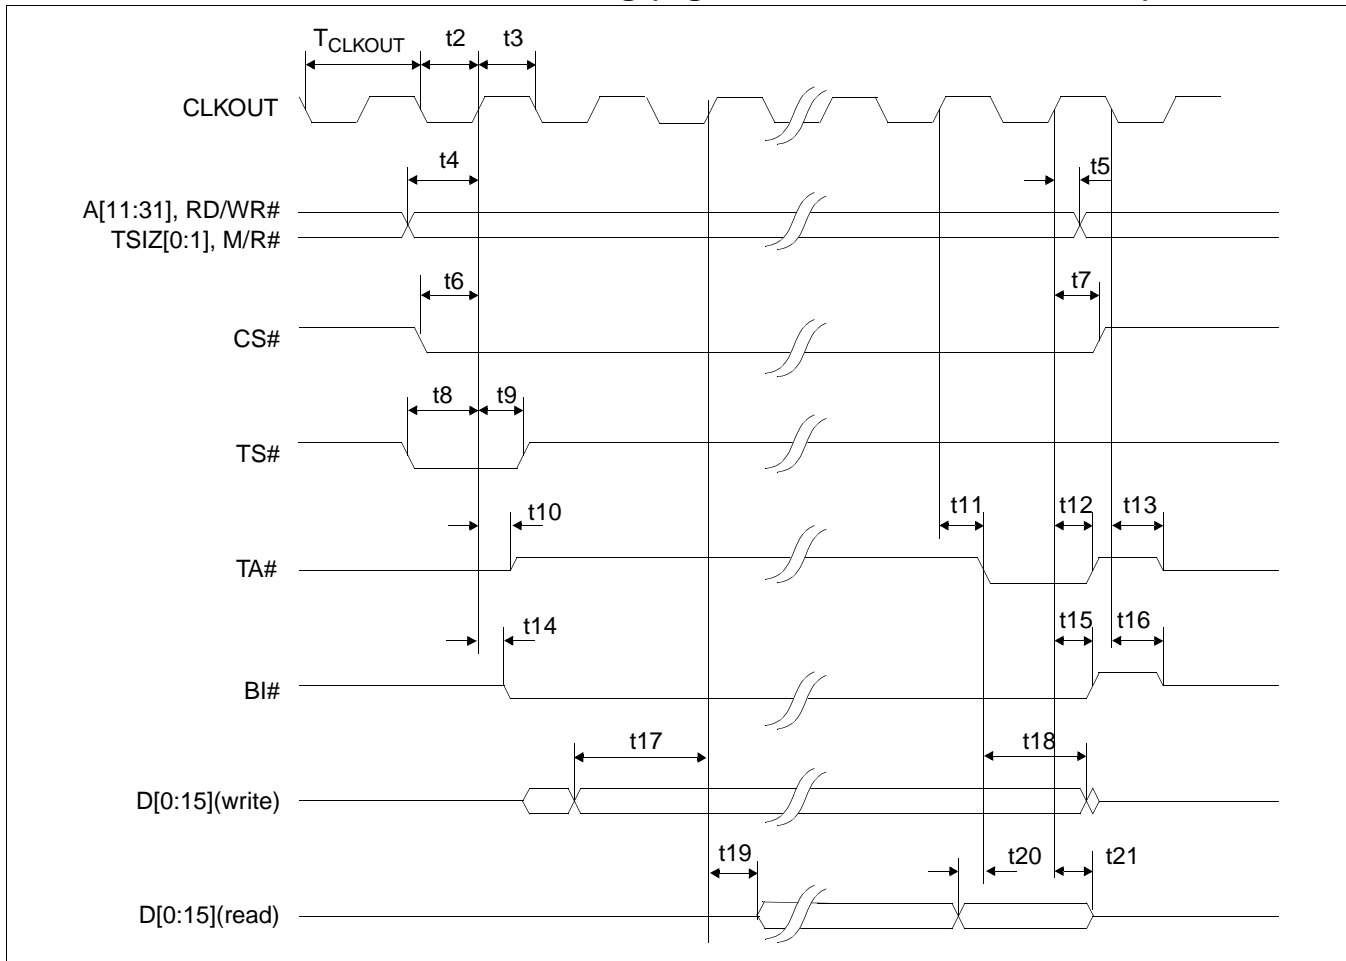 TCLKOUT t2 t3
CLKOUT
t4 t5
A[11:31], RD/WR#
TSIZ[0:1], M/R#
t6 t7
CS#
t8 t9
TS#
t10 t11 t12 t13
TA#
t14 t15 t16
BI#
t17 t18
D[0:15](write)
t19 t20 t21
D[0:15](read)